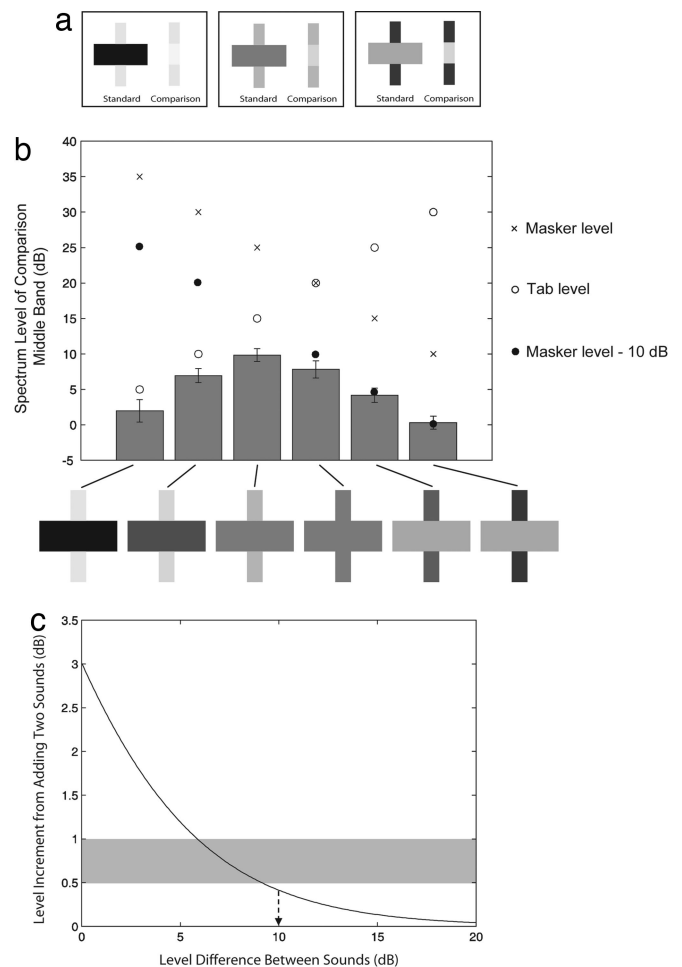 a
Standard Comparison Standard Comparison Standard Comparison
b
40
35
30
25
20
15
10
5
0
-5
Spectrum Level of Comparison
Middle Band (dB)
× Masker level
○ Tab level
● Masker level - 10 dB
c
3.5
3
2.5
2
1.5
1
0.5
0
Level Increment from Adding Two Sounds (dB)
0 5 10 15 20
Level Difference Between Sounds (dB)